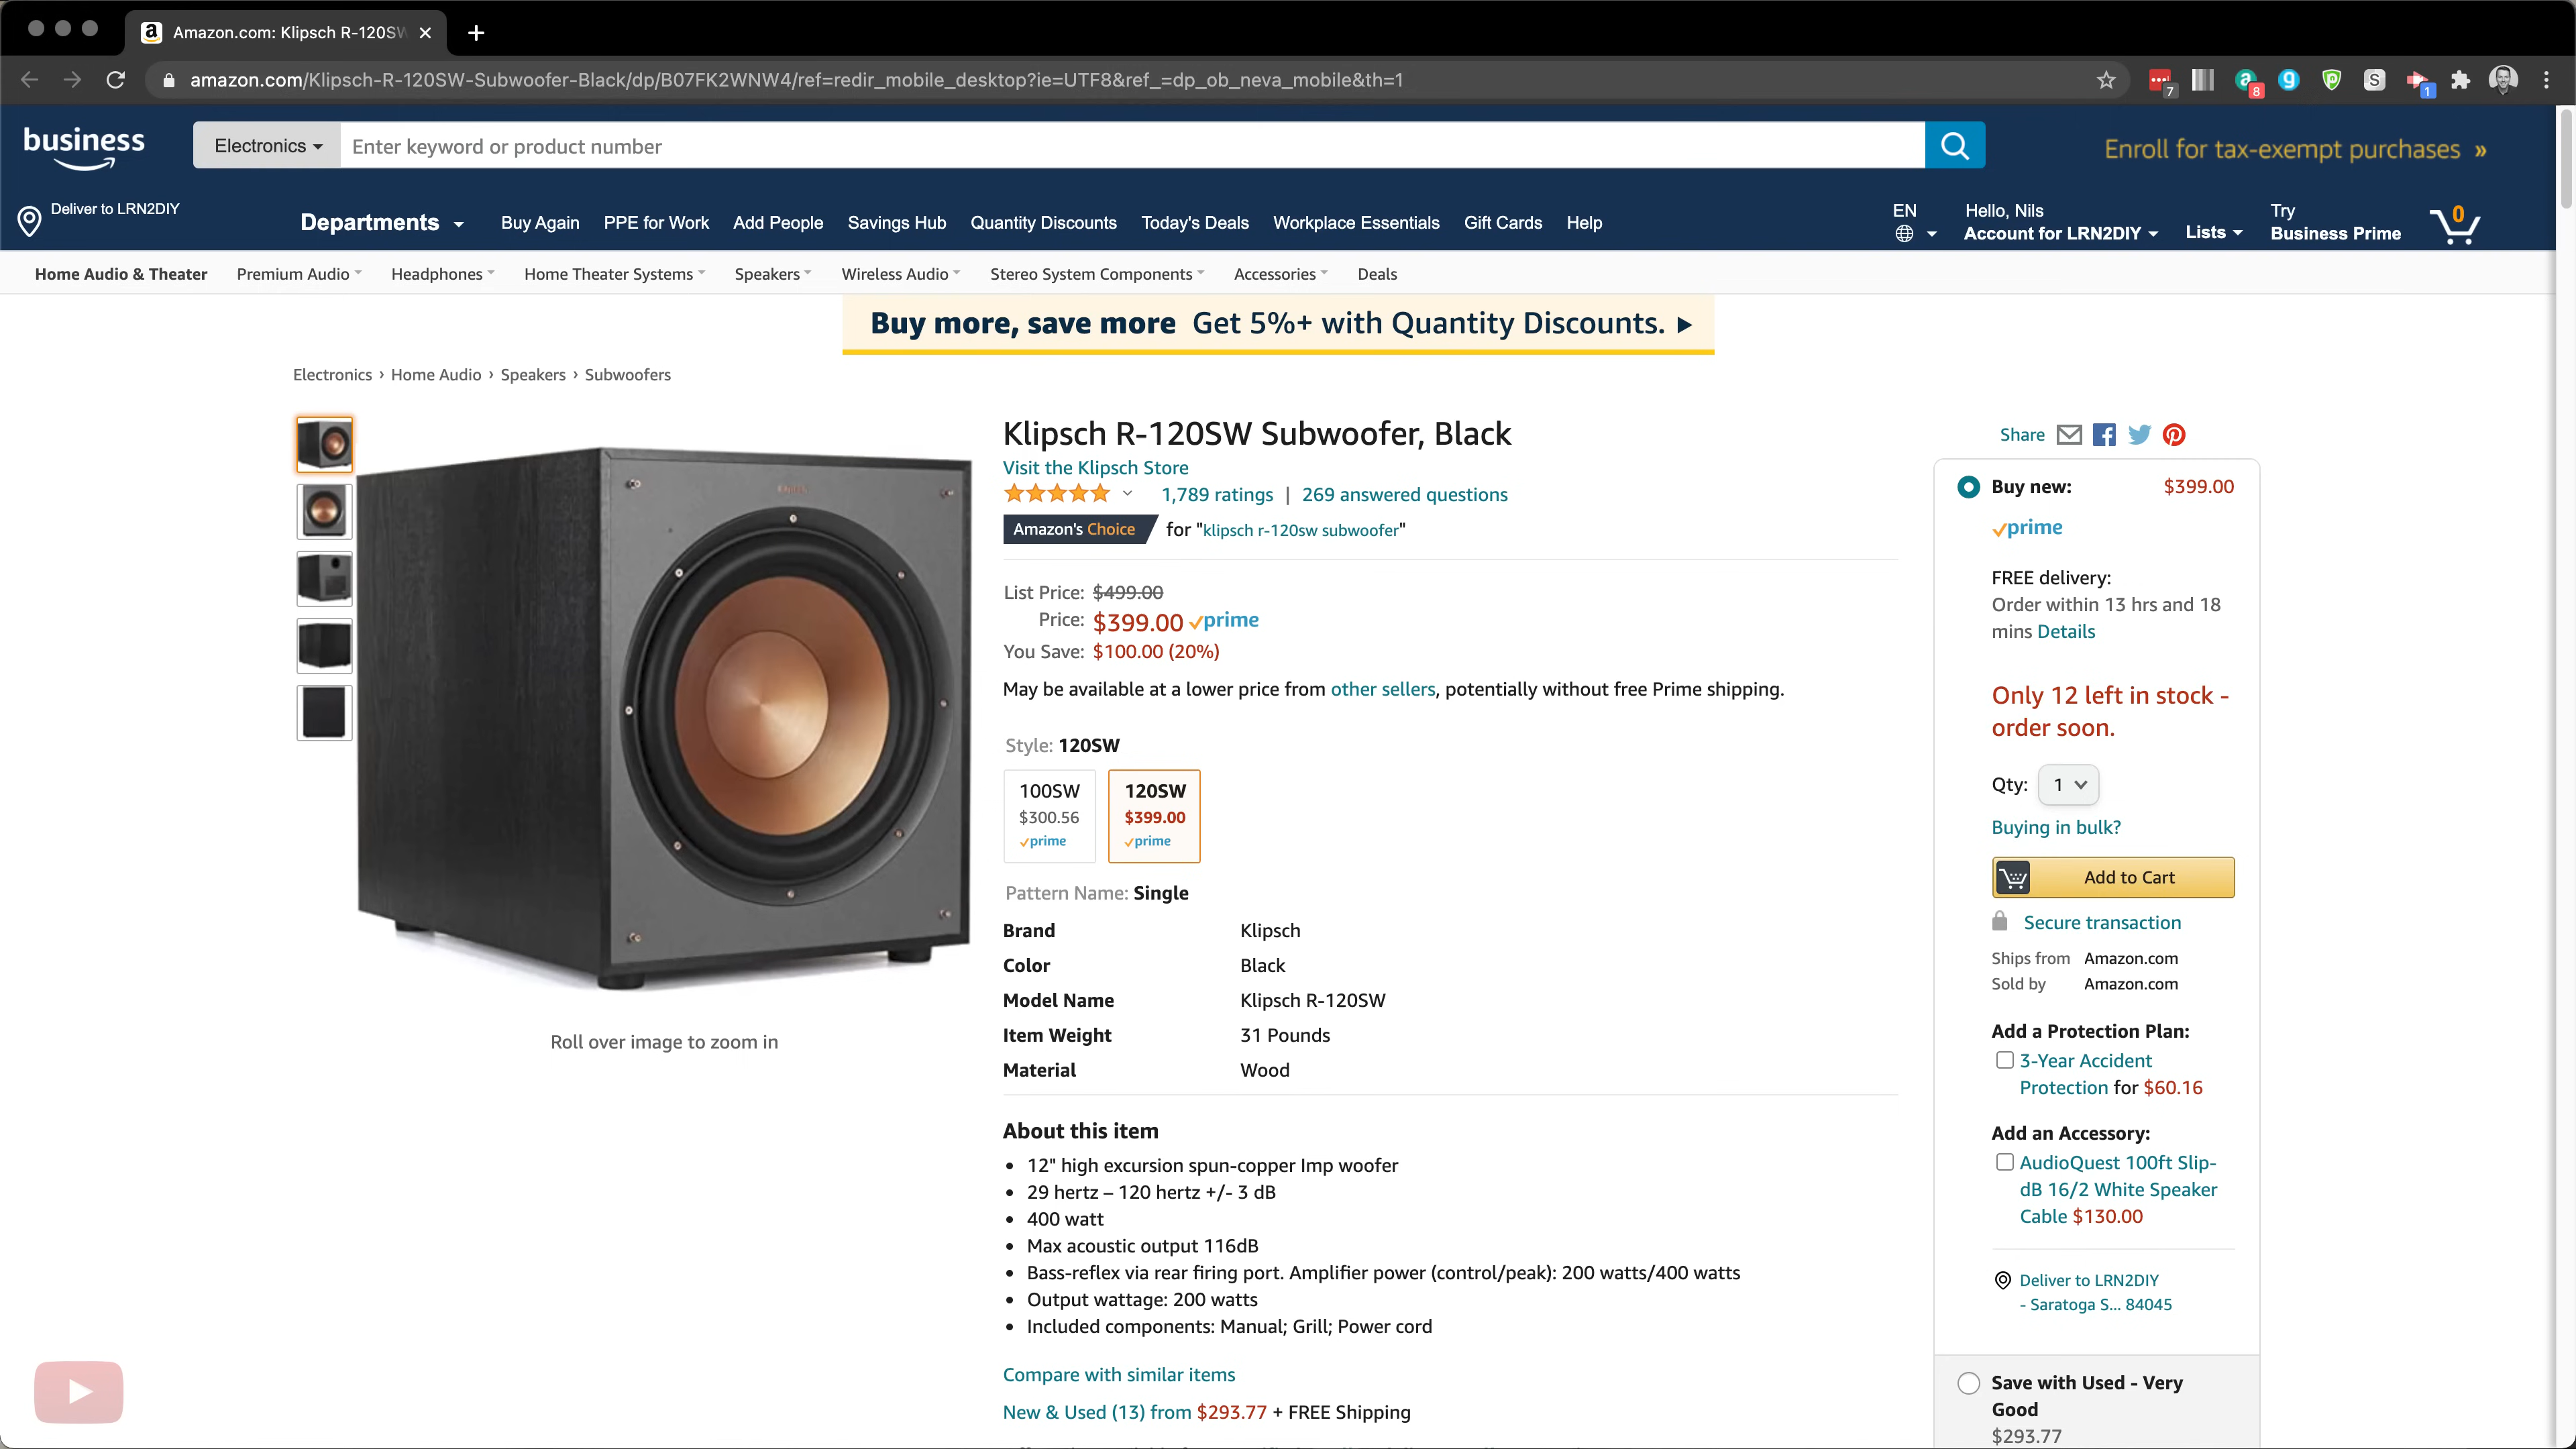 Amazon.com: Klipsch R-120SW
amazon.com/Klipsch-R-120SW-Subwoofer-Black/dp/B07FK2WNW4/ref=redir_mobile_desktop?ie=UTF8&ref_=dp_ob_neva_mobile&th=1
7
8
1
business
Electronics
Enter keyword or product number
Enroll for tax-exempt purchases »
Deliver to LRN2DIY
Departments
Buy Again
PPE for Work
Add People
Savings Hub
Quantity Discounts
Today's Deals
Workplace Essentials
Gift Cards
Help
EN
Hello, Nils
Account for LRN2DIY
Lists
Try
Business Prime
0
Home Audio & Theater
Premium Audio
Headphones
Home Theater Systems
Speakers
Wireless Audio
Stereo System Components
Accessories
Deals
Buy more, save more Get 5%+ with Quantity Discounts.
Electronics › Home Audio › Speakers › Subwoofers
Roll over image to zoom in
Klipsch R-120SW Subwoofer, Black
Visit the Klipsch Store
1,789 ratings | 269 answered questions
Amazon's Choice for "klipsch r-120sw subwoofer"
List Price: $499.00
Price: $399.00 prime
You Save: $100.00 (20%)
May be available at a lower price from other sellers, potentially without free Prime shipping.
Style: 120SW
100SW
$300.56
prime
120SW
$399.00
prime
Pattern Name: Single
Brand Klipsch
Color Black
Model Name Klipsch R-120SW
Item Weight 31 Pounds
Material Wood
About this item
• 12" high excursion spun-copper Imp woofer
• 29 hertz – 120 hertz +/- 3 dB
• 400 watt
• Max acoustic output 116dB
• Bass-reflex via rear firing port. Amplifier power (control/peak): 200 watts/400 watts
• Output wattage: 200 watts
• Included components: Manual; Grill; Power cord
Compare with similar items
New & Used (13) from $293.77 + FREE Shipping
Share
Buy new: $399.00
prime
FREE delivery:
Order within 13 hrs and 18
mins Details
Only 12 left in stock -
order soon.
Qty: 1
Buying in bulk?
Add to Cart
Secure transaction
Ships from Amazon.com
Sold by Amazon.com
Add a Protection Plan:
3-Year Accident
Protection for $60.16
Add an Accessory:
AudioQuest 100ft Slip-
dB 16/2 White Speaker
Cable $130.00
Deliver to LRN2DIY
- Saratoga S... 84045
Save with Used - Very
Good
$293.77